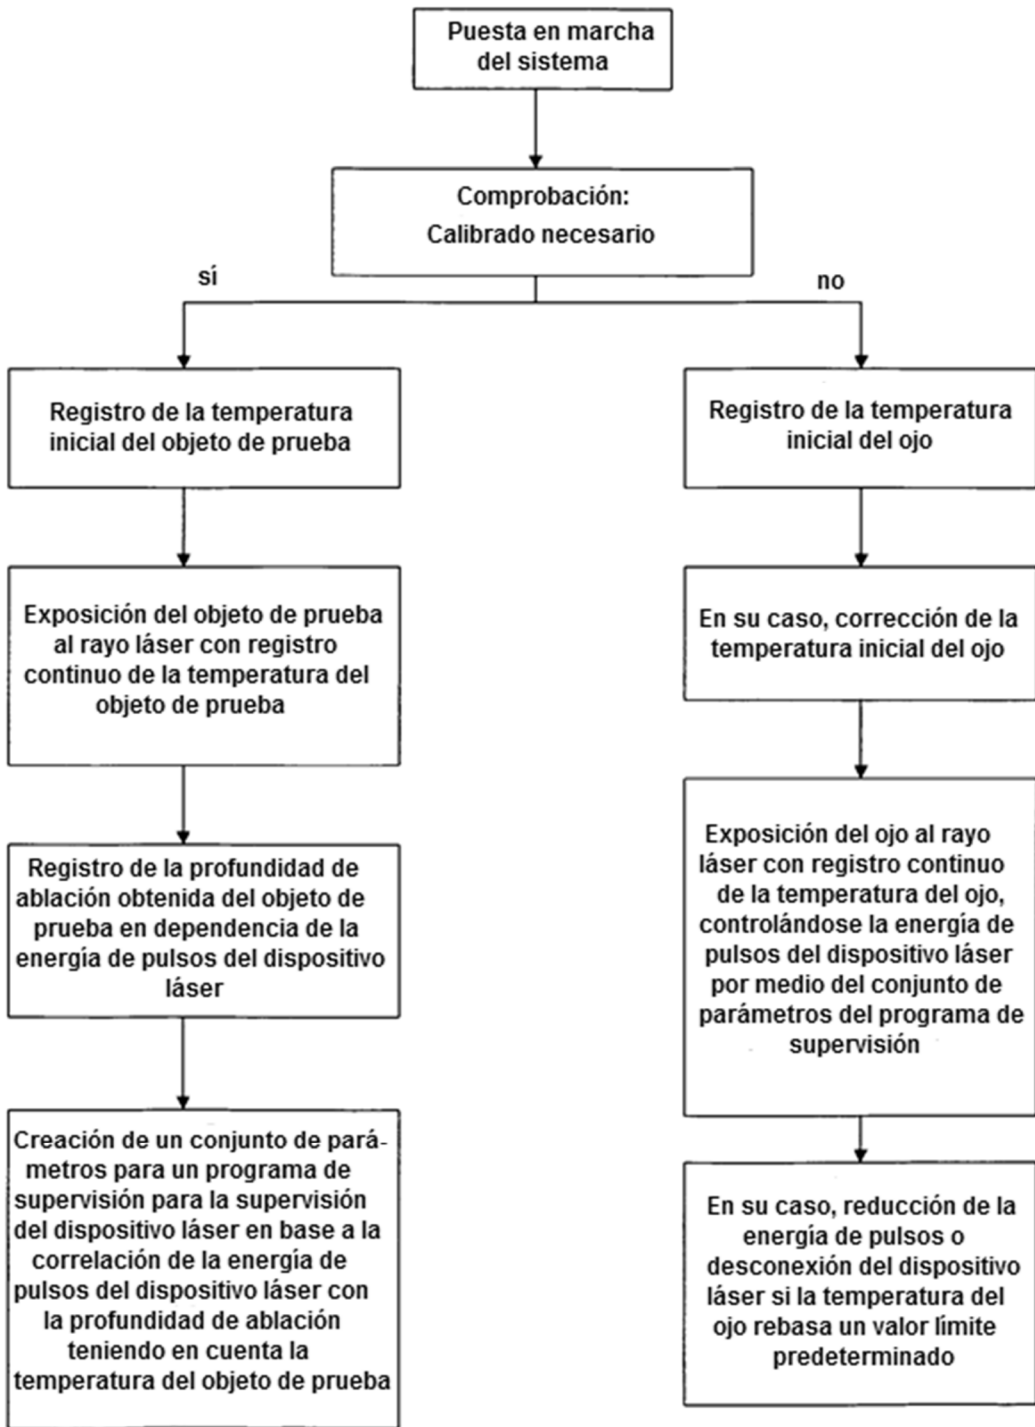 Puesta en marcha
del sistema
Comprobación:
Calibrado necesario
sí
no
Registro de la temperatura
inicial del objeto de prueba
Registro de la temperatura
inicial del ojo
Exposición del objeto de prueba
al rayo láser con registro
continuo de la temperatura del
objeto de prueba
En su caso, corrección de la
temperatura inicial del ojo
Registro de la profundidad de
ablación obtenida del objeto de
prueba en dependencia de la
energía de pulsos del dispositivo
láser
Exposición del ojo al rayo
láser con registro continuo
de la temperatura del ojo,
controlándose la energía de
pulsos del dispositivo láser
por medio del conjunto de
parámetros del programa de
supervisión
Creación de un conjunto de pará-
metros para un programa de
supervisión para la supervisión
del dispositivo láser en base a la
correlación de la energía de
pulsos del dispositivo láser con
la profundidad de ablación
teniendo en cuenta la
temperatura del objeto de prueba
En su caso, reducción de la
energía de pulsos o
desconexión del dispositivo
láser si la temperatura del
ojo rebasa un valor límite
predeterminado